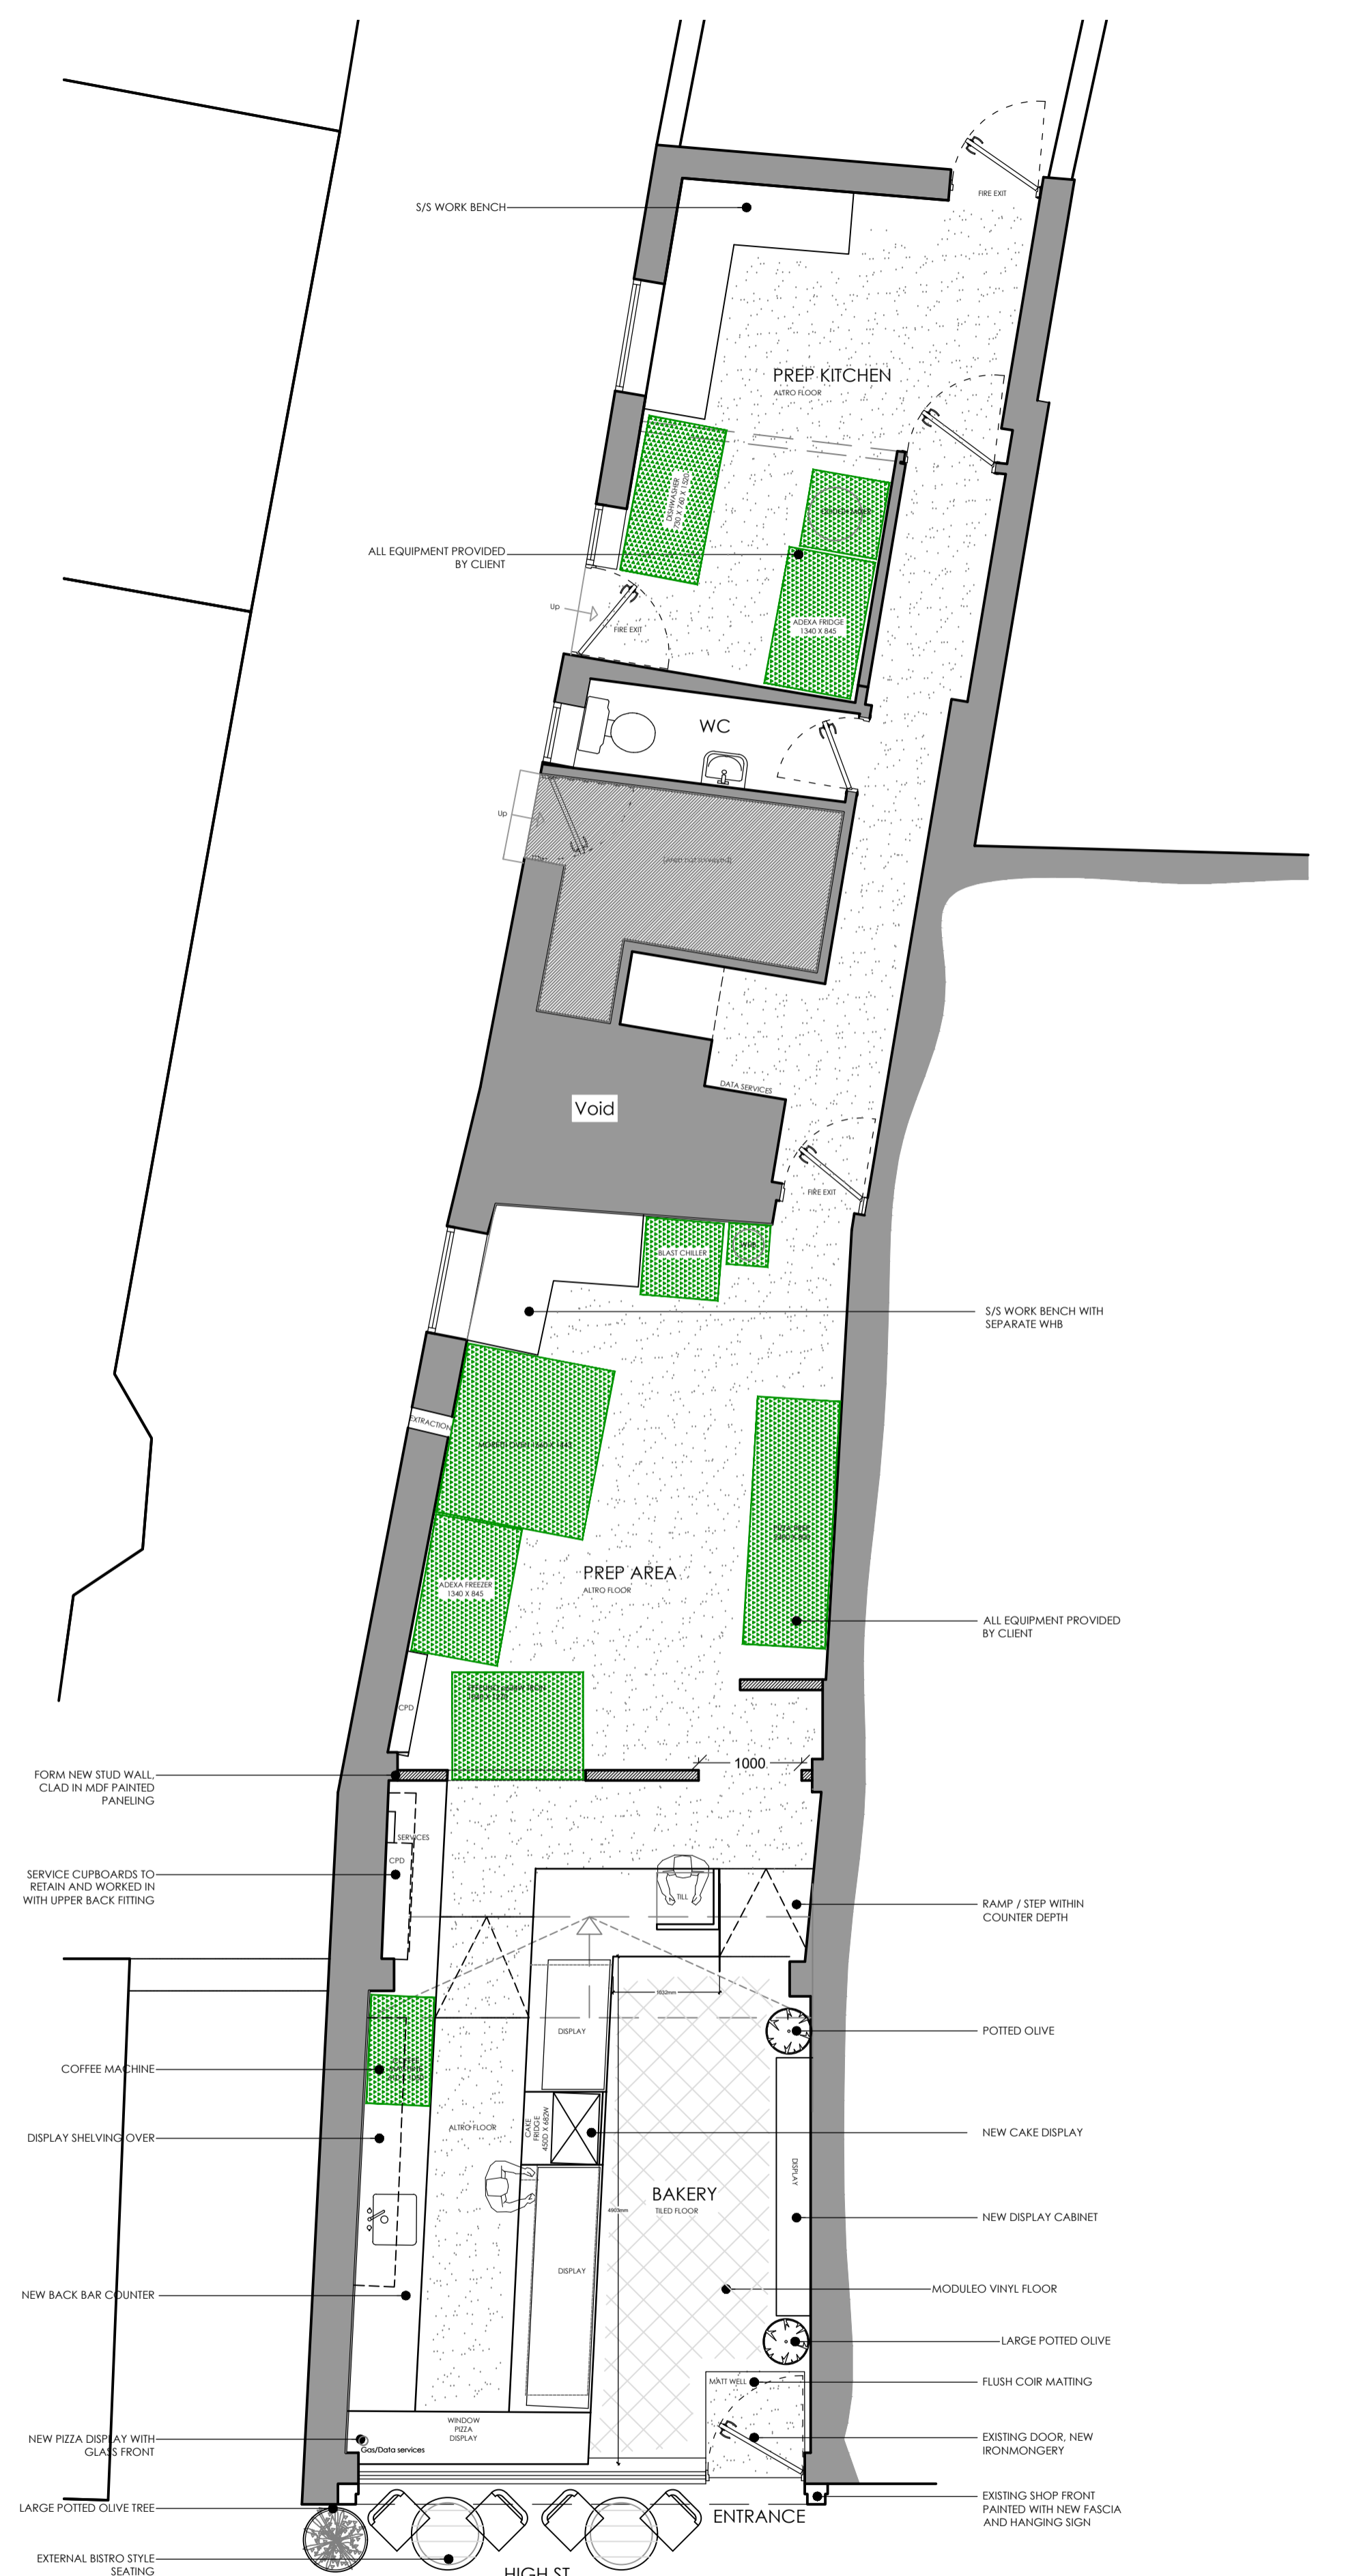 FIRE EXIT
S/S WORK BENCH
PREP KITCHEN
ALTRO FLOOR
DISHWASHER
750 X 760 X 1520
ALL EQUIPMENT PROVIDED
BY CLIENT
Up
FIRE EXIT
ADEXA FRIDGE
1340 X 845
WC
Up
Void
DATA SERVICES
FIRE EXIT
BLAST CHILLER
S/S WORK BENCH WITH
SEPARATE WHB
EXTRACTION
PREP AREA
ALTRO FLOOR
ADEXA FREEZER
1340 X 845
ALL EQUIPMENT PROVIDED
BY CLIENT
CPD
1000
FORM NEW STUD WALL,
CLAD IN MDF PAINTED
PANELING
SERVICES
CPD
SERVICE CUPBOARDS TO
RETAIN AND WORKED IN
WITH UPPER BACK FITTING
TILL
RAMP / STEP WITHIN
COUNTER DEPTH
DISPLAY
POTTED OLIVE
COFFEE MACHINE
ALTRO FLOOR
CAKE
FRIDGE
450D X 682W
NEW CAKE DISPLAY
DISPLAY SHELVING OVER
DISPLAY
BAKERY
TILED FLOOR
4903mm
NEW DISPLAY CABINET
DISPLAY
MODULEO VINYL FLOOR
NEW BACK BAR COUNTER
LARGE POTTED OLIVE
MATT WELL
FLUSH COIR MATTING
WINDOW
PIZZA
DISPLAY
NEW PIZZA DISPLAY WITH
GLASS FRONT
Gas/Data services
EXISTING DOOR, NEW
IRONMONGERY
EXISTING SHOP FRONT
PAINTED WITH NEW FASCIA
AND HANGING SIGN
LARGE POTTED OLIVE TREE
ENTRANCE
EXTERNAL BISTRO STYLE
SEATING
HIGH ST